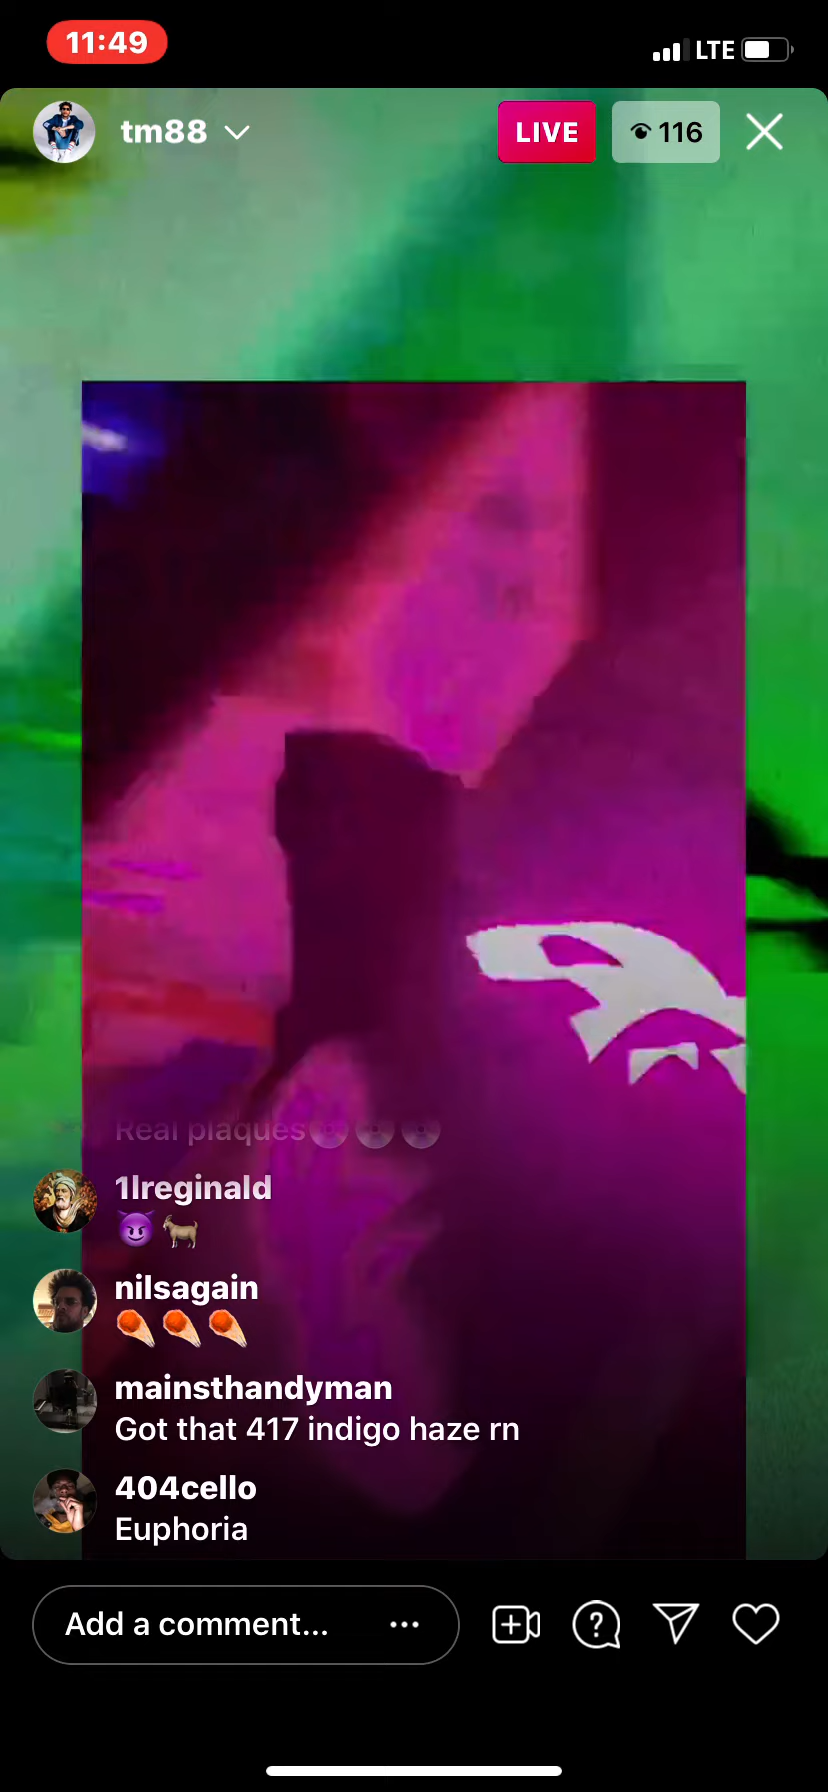 11:49
LTE
tm88
LIVE
116
Real plaques💿💿💿
1lreginald
😈🐐
nilsagain
☄️☄️☄️
mainsthandyman
Got that 417 indigo haze rn
404cello
Euphoria
Add a comment...